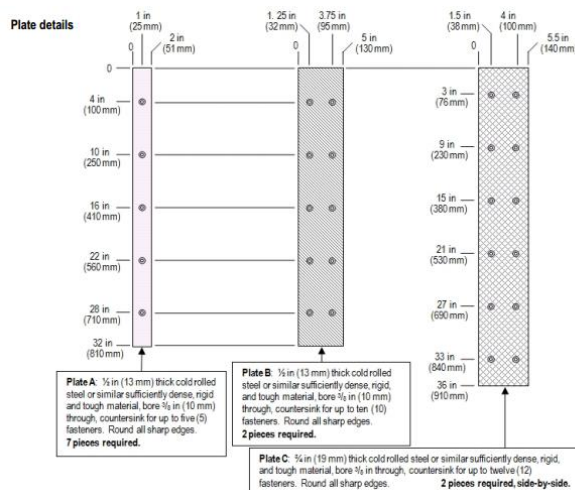 Plate details
1 in
(25 mm)
2 in
(51 mm)
0
1. 25 in
(32 mm)
3.75 in
(95 mm)
5 in
(130 mm)
0
1.5 in
(38 mm)
4 in
(100 mm)
5.5 in
(140 mm)
0
0
4 in
(100 mm)
10 in
(250 mm)
16 in
(410 mm)
22 in
(560 mm)
28 in
(710 mm)
32 in
(810 mm)
3 in
(76 mm)
9 in
(230 mm)
15 in
(380 mm)
21 in
(530 mm)
27 in
(690 mm)
33 in
(840 mm)
36 in
(910 mm)
Plate A: ½ in (13 mm) thick cold rolled
steel or similar sufficiently dense, rigid,
and tough material, bore ³/₈ in (10 mm)
through, countersink for up to five (5)
fasteners. Round all sharp edges.
7 pieces required.
Plate B: ½ in (13 mm) thick cold rolled
steel or similar sufficiently dense, rigid,
and tough material, bore ³/₈ in (10 mm)
through, countersink for up to ten (10)
fasteners. Round all sharp edges.
2 pieces required.
Plate C: ¾ in (19 mm) thick cold rolled steel or similar sufficiently dense, rigid,
and tough material, bore ³/₈ in through, countersink for up to twelve (12)
fasteners. Round all sharp edges. 2 pieces required, side-by-side.